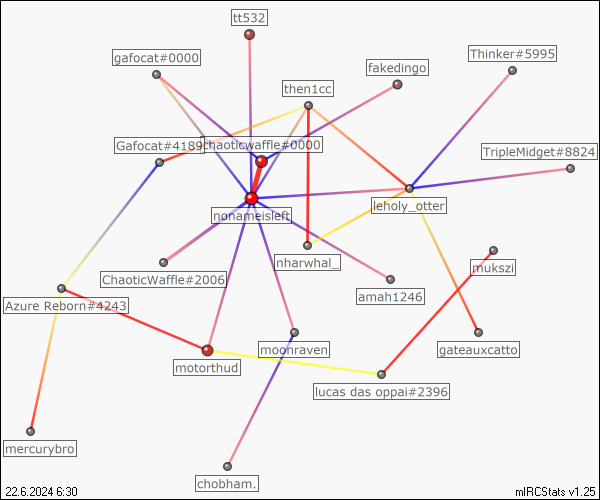 tt532
gafocat#0000
Thinker#5995
fakedingo
then1cc
Gafocat#4189
chaoticwaffle#0000
TripleMidget#8824
leholy_otter
nonameisleft
nharwhal_
mukszi
ChaoticWaffle#2006
amah1246
Azure Reborn#4243
moonraven
gateauxcatto
motorthud
lucas das oppai#2396
mercurybro
chobham.
22.6.2024 6:30
mIRCStats v1.25